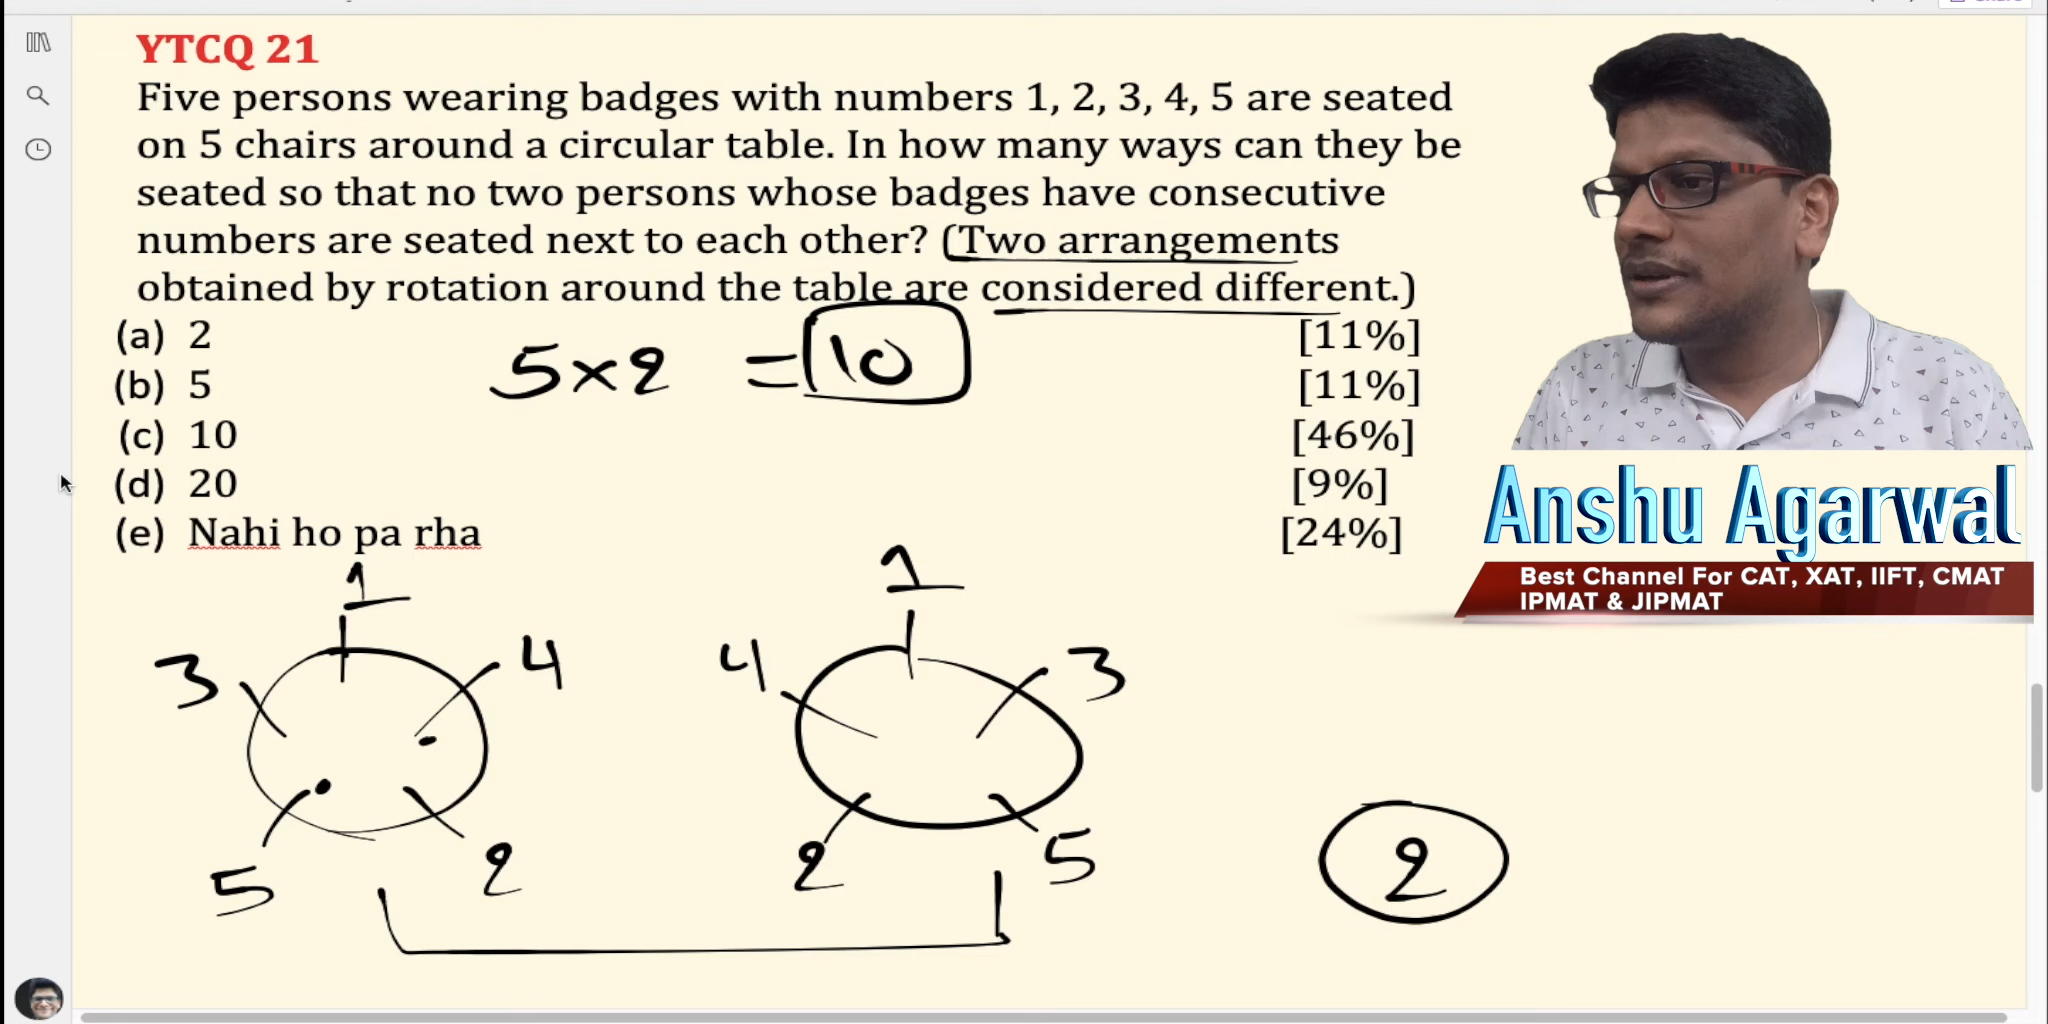 YTCQ 21
Five persons wearing badges with numbers 1, 2, 3, 4, 5 are seated
on 5 chairs around a circular table. In how many ways can they be
seated so that no two persons whose badges have consecutive
numbers are seated next to each other? (Two arrangements
obtained by rotation around the table are considered different.)
(a) 2 [11%]
(b) 5 [11%]
(c) 10 [46%]
(d) 20 [9%]
(e) Nahi ho pa rha [24%]
5 × 2 = 10
Anshu Agarwal
Best Channel For CAT, XAT, IIFT, CMAT
IPMAT & JIPMAT
1 1
3 4 4 3
5 2 2 5
2